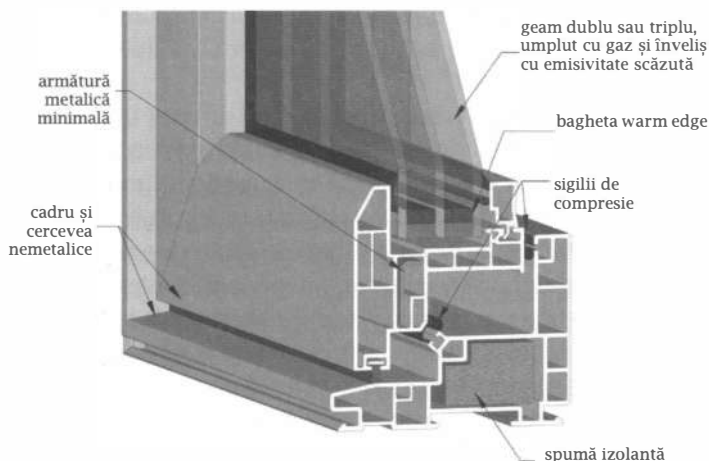 geam dublu sau triplu,
umplut cu gaz și înveliș
cu emisivitate scăzută
armătură
metalică
minimală
bagheta warm edge
sigilii de
compresie
cadru și
cercevea
nemetalice
spumă izolantă